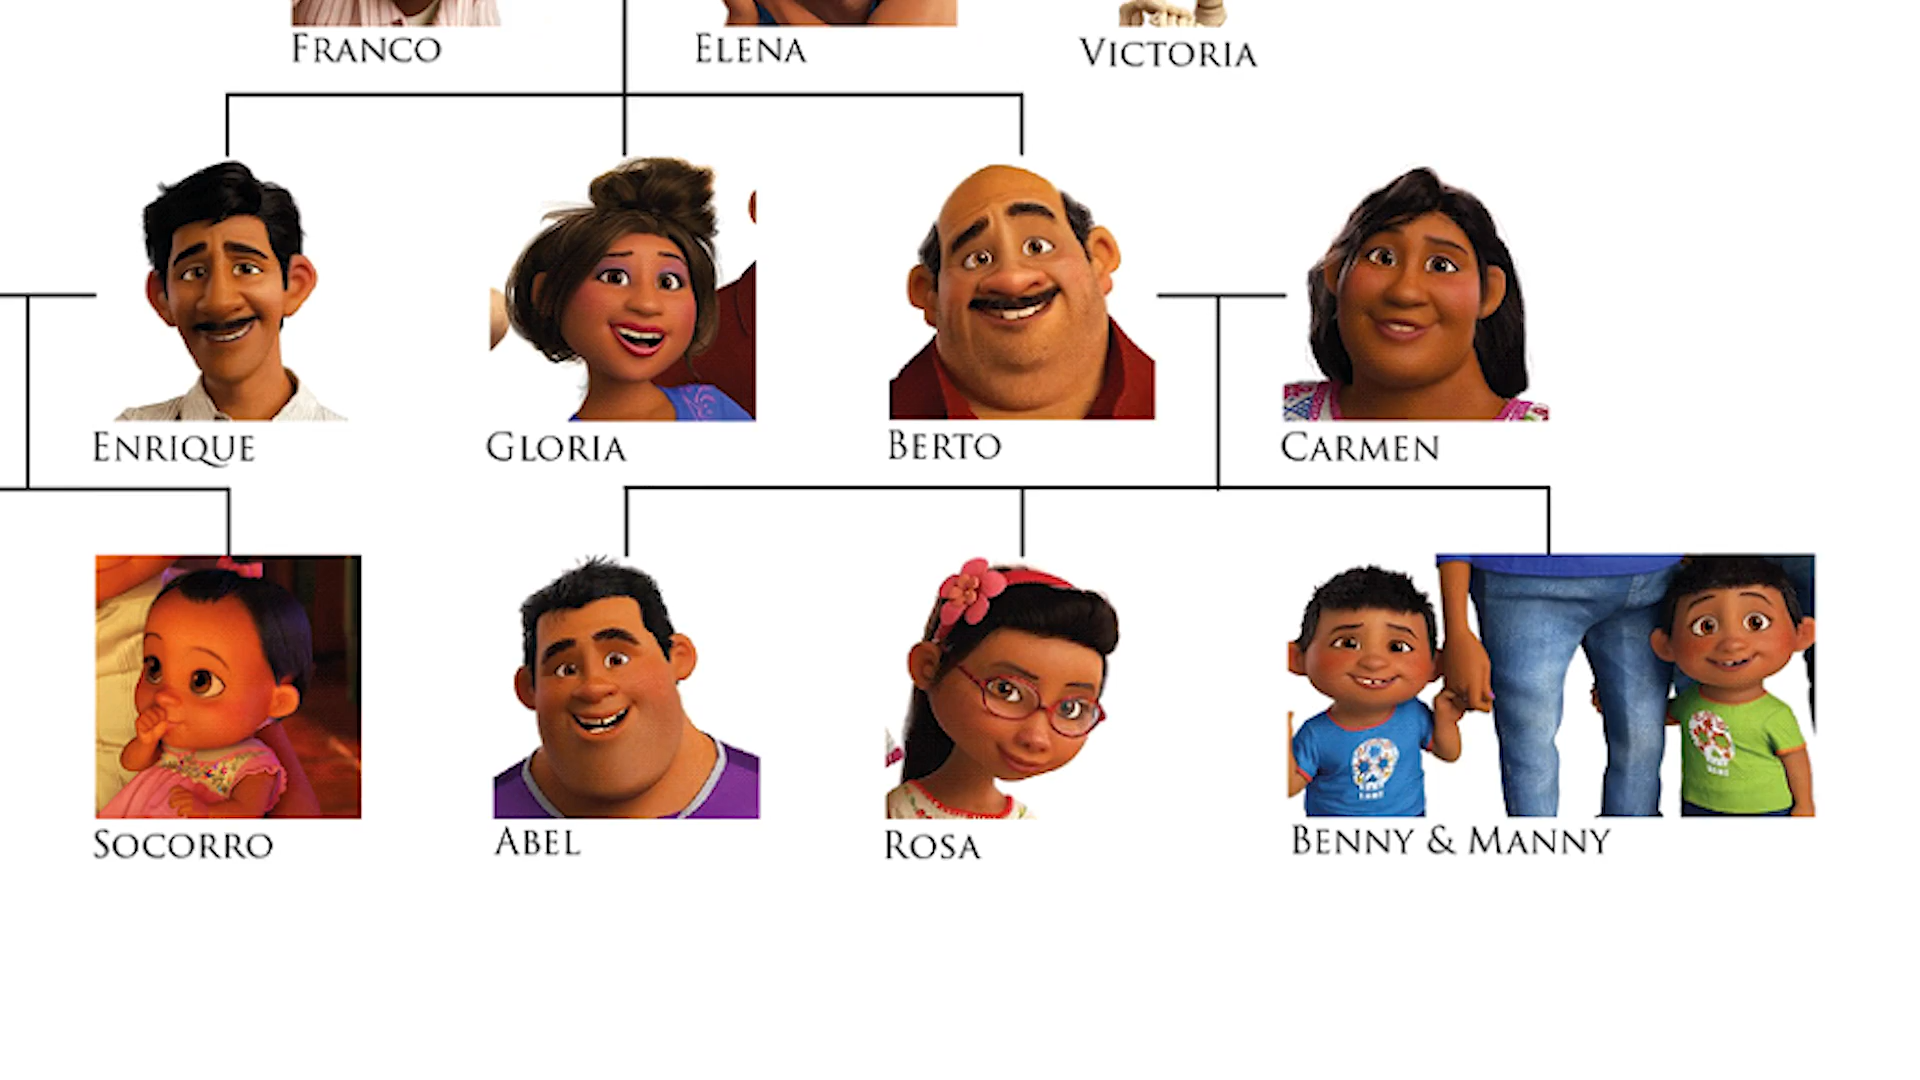 FRANCO
ELENA
VICTORIA
ENRIQUE
GLORIA
BERTO
CARMEN
SOCORRO
ABEL
ROSA
BENNY & MANNY